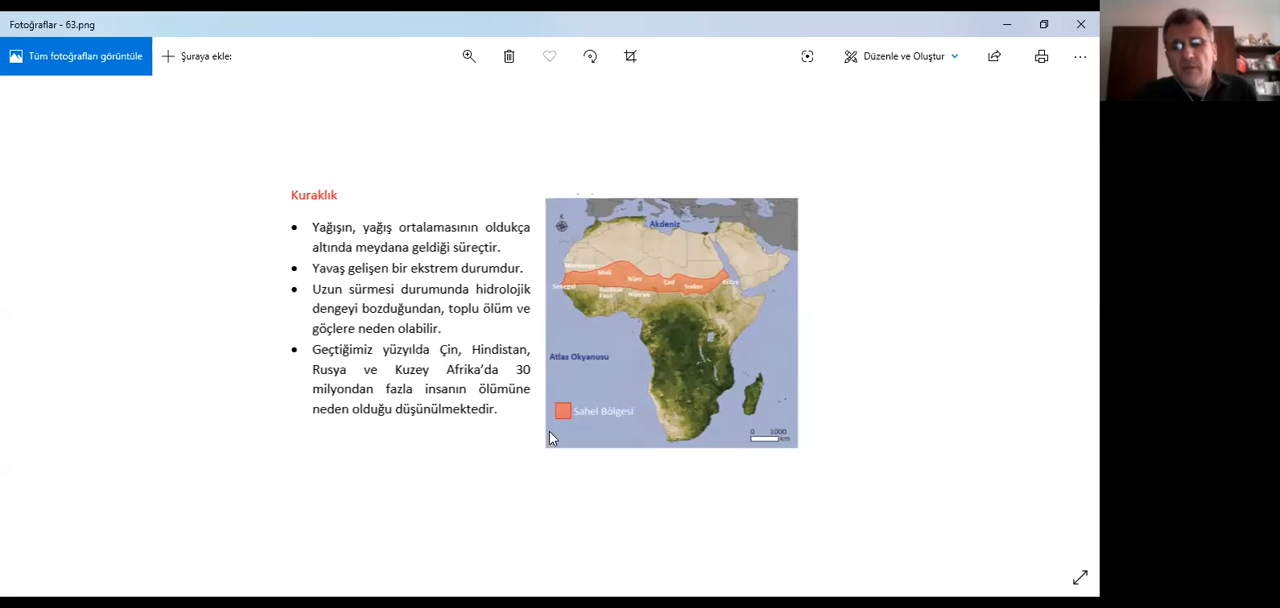 Fotoğraflar - 63.png
Tüm fotoğrafları görüntüle
Şuraya ekle:
Düzenle ve Oluştur
Kuraklık
Yağışın, yağış ortalamasının oldukça
altında meydana geldiği süreçtir.
Yavaş gelişen bir ekstrem durumdur.
Uzun sürmesi durumunda hidrolojik
dengeyi bozduğundan, toplu ölüm ve
göçlere neden olabilir.
Geçtiğimiz yüzyılda Çin, Hindistan,
Rusya ve Kuzey Afrika'da 30
milyondan fazla insanın ölümüne
neden olduğu düşünülmektedir.
K
Akdeniz
Mali
Nijer
Çad
Sudan
Eritre
Senegal
Nijerya
Atlas Okyanusu
Sahel Bölgesi
0 1000
km